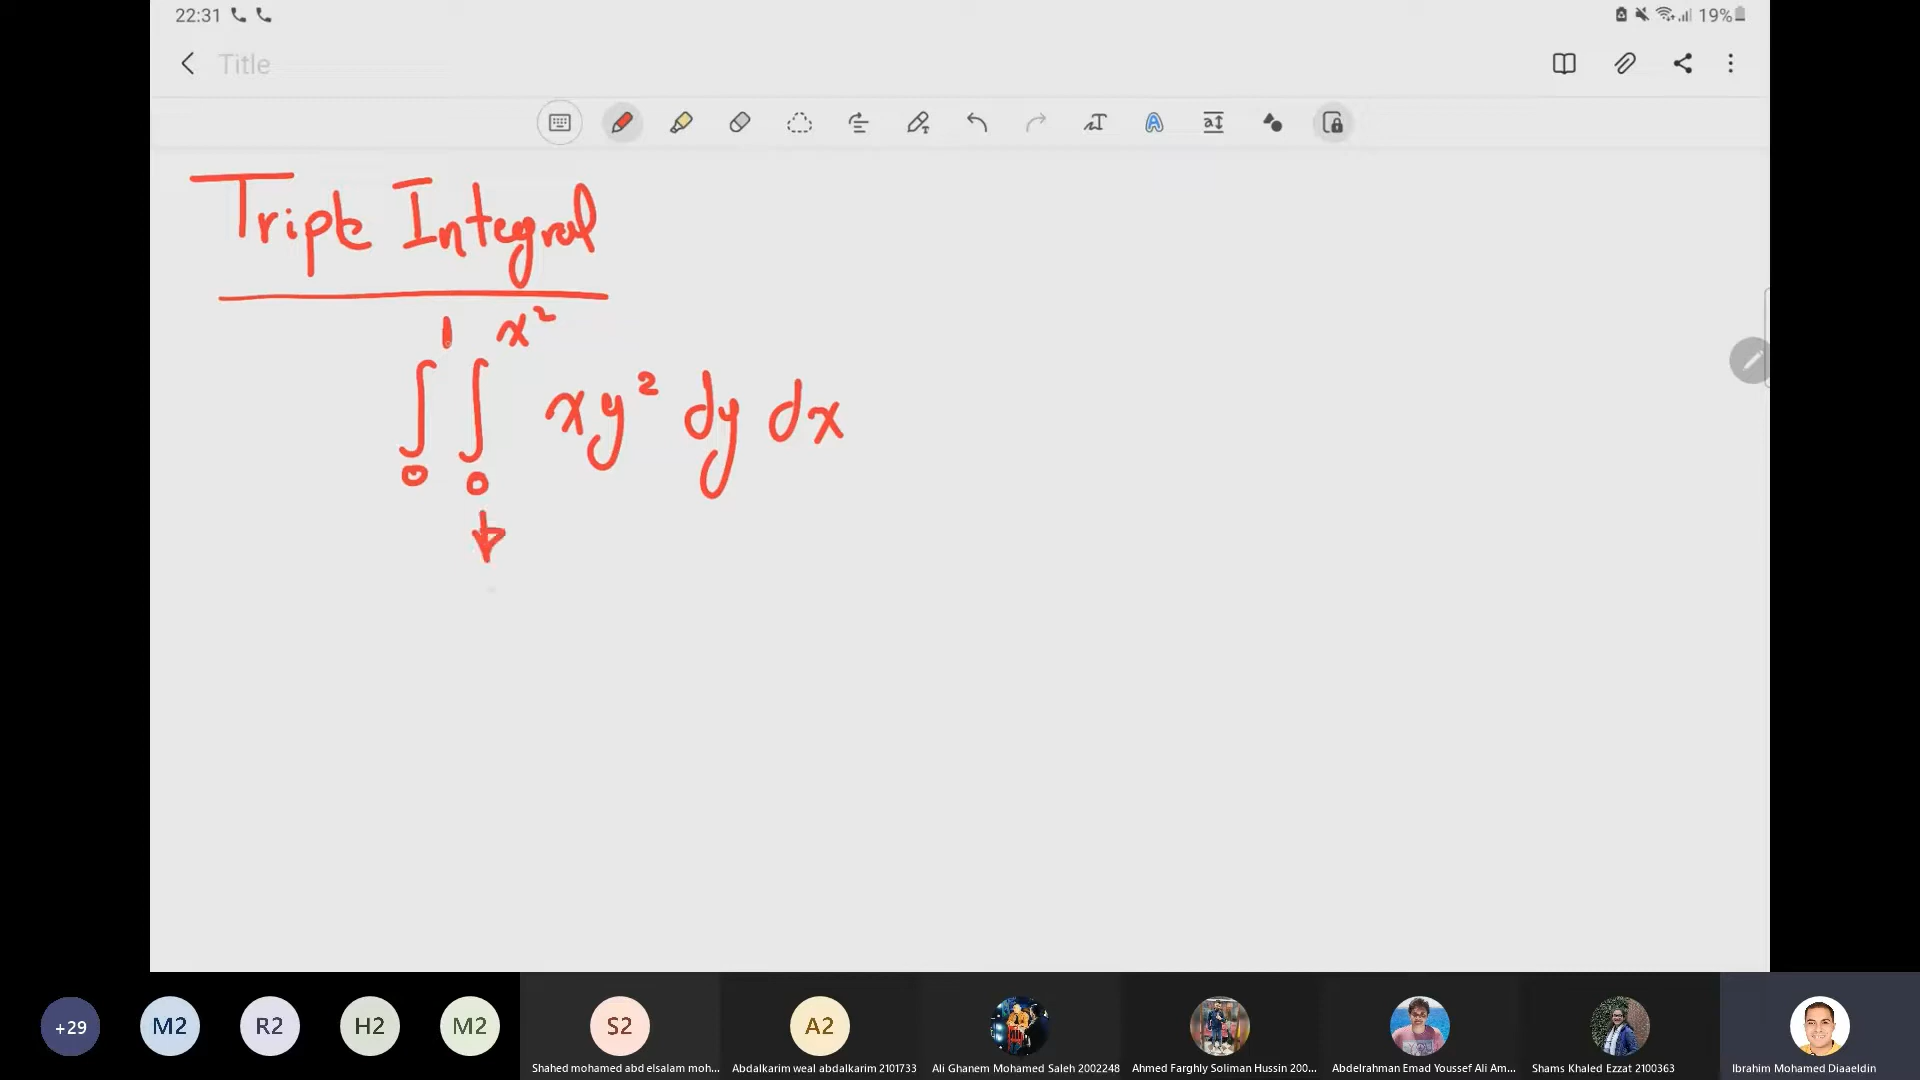 22:31 19%
Title
Triple Integral
1 x²
∫ ∫ xy² dy dx
0 0
+29 M2 R2 H2 M2 S2 A2
Shahed mohamed abd elsalam moh... Abdalkarim weal abdalkarim 2101733 Ali Ghanem Mohamed Saleh 2002248 Ahmed Farghly Soliman Hussin 200... Abdelrahman Emad Youssef Ali Am... Shams Khaled Ezzat 2100363 Ibrahim Mohamed Diaaeldin